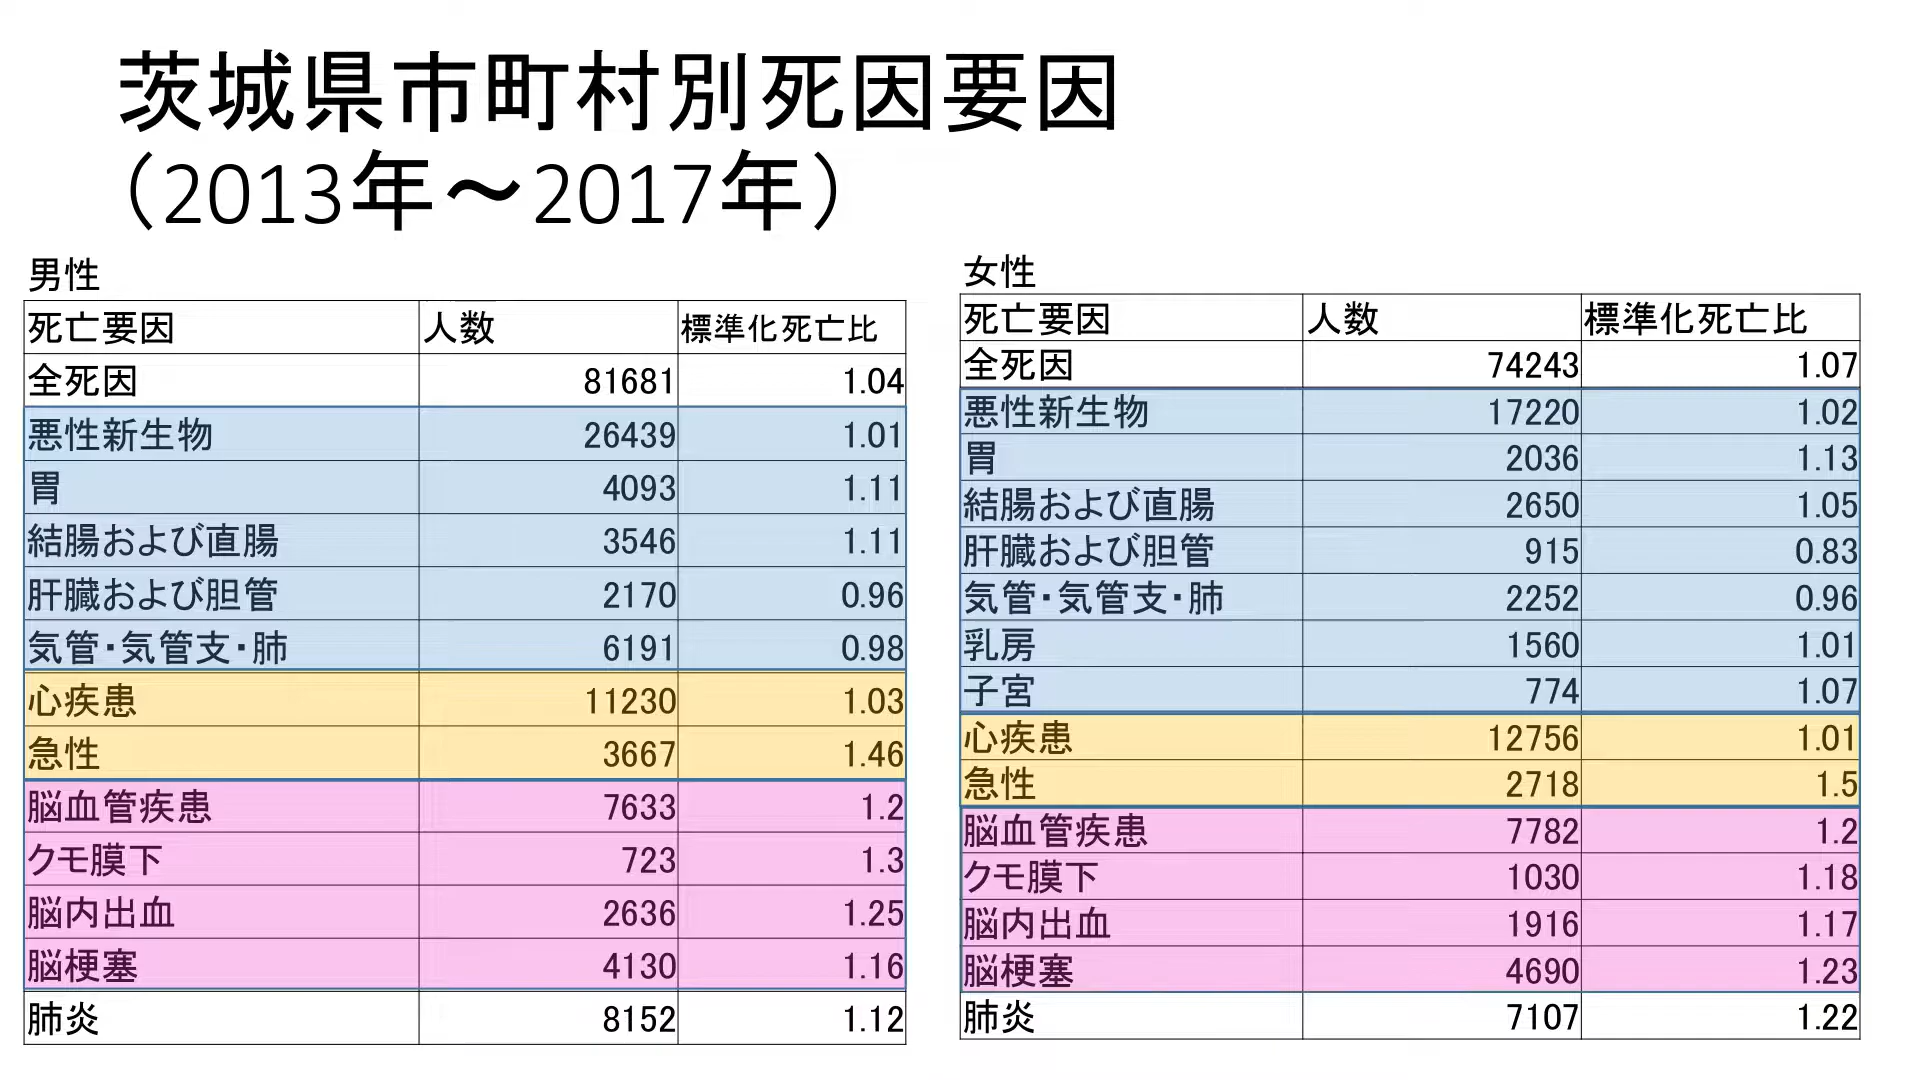 茨城県市町村別死因要因
（2013年～2017年）
男性
死亡要因 人数 標準化死亡比
全死因 81681 1.04
悪性新生物 26439 1.01
胃 4093 1.11
結腸および直腸 3546 1.11
肝臓および胆管 2170 0.96
気管・気管支・肺 6191 0.98
心疾患 11230 1.03
急性 3667 1.46
脳血管疾患 7633 1.2
クモ膜下 723 1.3
脳内出血 2636 1.25
脳梗塞 4130 1.16
肺炎 8152 1.12
女性
死亡要因 人数 標準化死亡比
全死因 74243 1.07
悪性新生物 17220 1.02
胃 2036 1.13
結腸および直腸 2650 1.05
肝臓および胆管 915 0.83
気管・気管支・肺 2252 0.96
乳房 1560 1.01
子宮 774 1.07
心疾患 12756 1.01
急性 2718 1.5
脳血管疾患 7782 1.2
クモ膜下 1030 1.18
脳内出血 1916 1.17
脳梗塞 4690 1.23
肺炎 7107 1.22